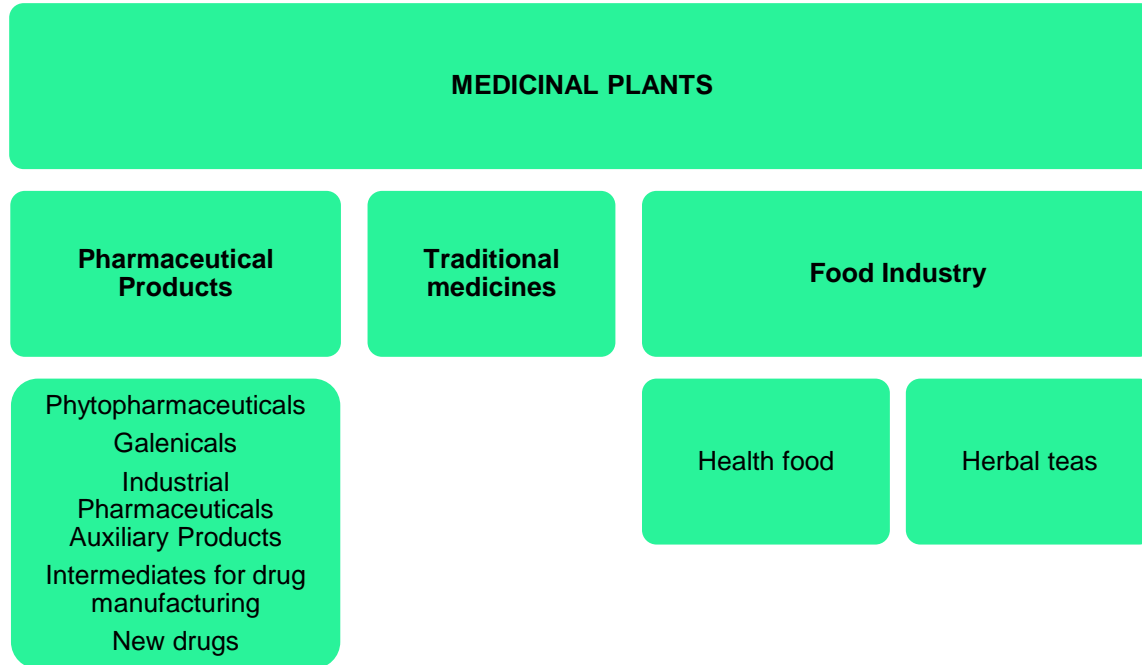 MEDICINAL PLANTS
Pharmaceutical
Products
Traditional
medicines
Food Industry
Phytopharmaceuticals
Galenicals
Industrial
Pharmaceuticals
Auxiliary Products
Intermediates for drug
manufacturing
New drugs
Health food
Herbal teas